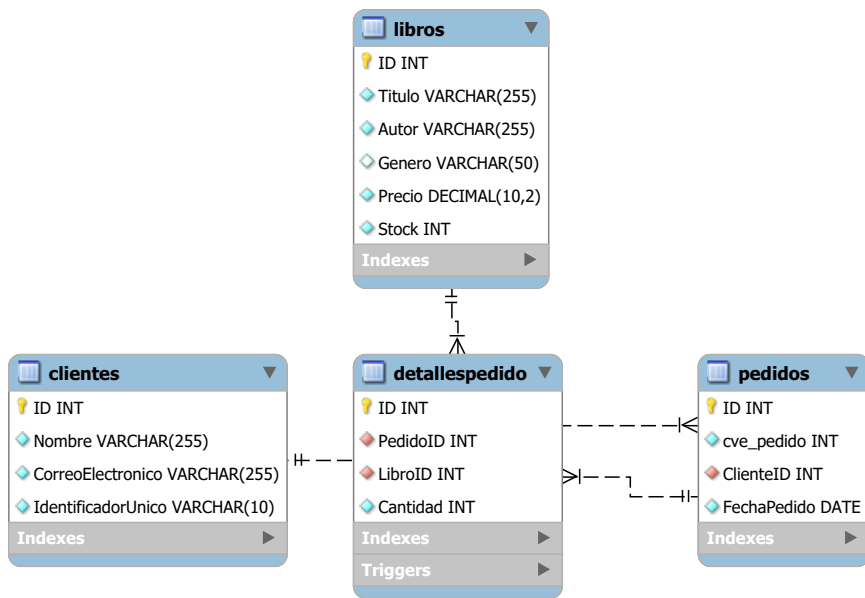 libros
ID INT
Titulo VARCHAR(255)
Autor VARCHAR(255)
Genero VARCHAR(50)
Precio DECIMAL(10,2)
Stock INT
Indexes
clientes
ID INT
Nombre VARCHAR(255)
CorreoElectronico VARCHAR(255)
IdentificadorUnico VARCHAR(10)
Indexes
detallespedido
ID INT
PedidoID INT
LibroID INT
Cantidad INT
Indexes
Triggers
pedidos
ID INT
cve_pedido INT
ClienteID INT
FechaPedido DATE
Indexes